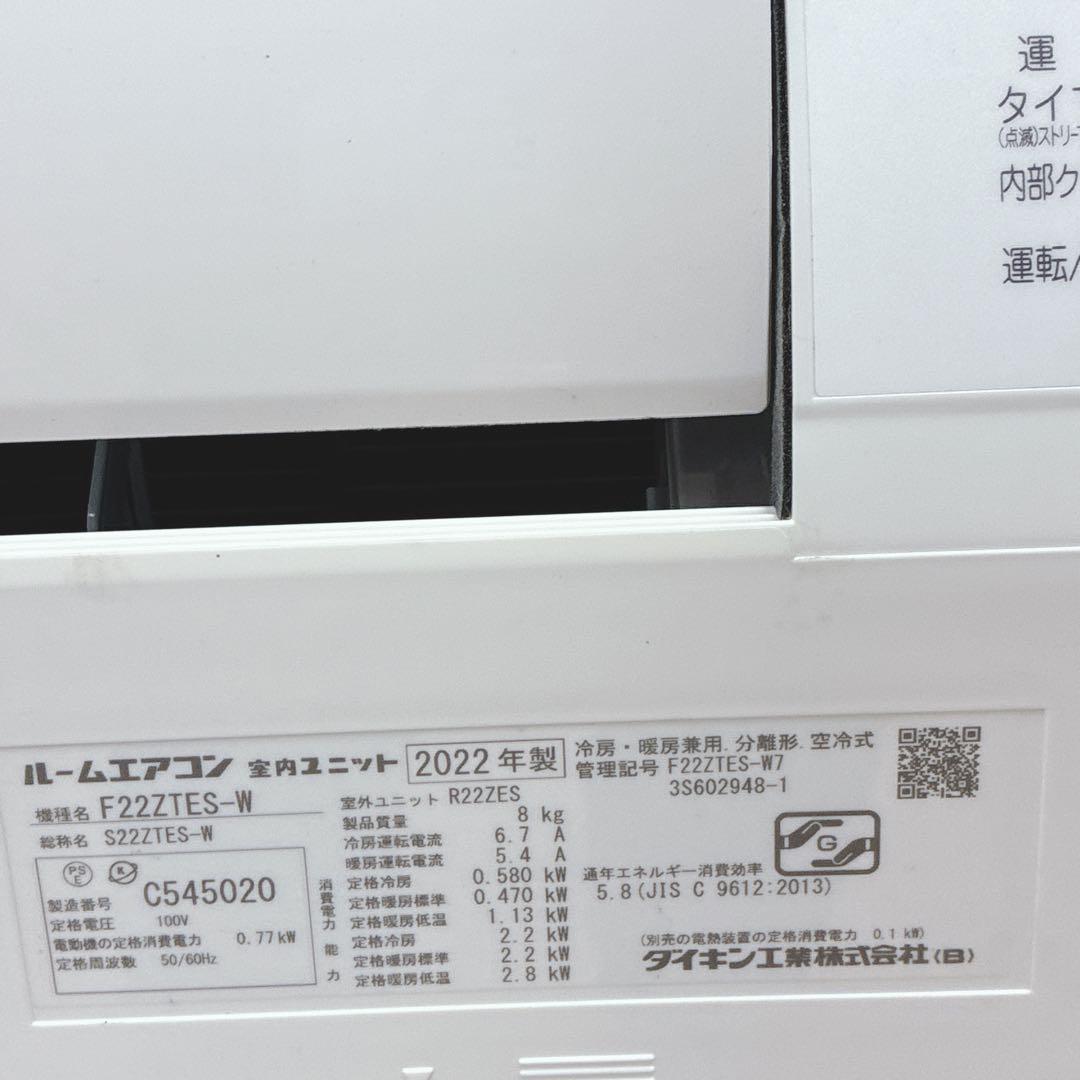 運
タイ
(点滅)ストリー
内部ク
運転/
ルームエアコン 室内ユニット 2022年製
冷房・暖房兼用.分離形.空冷式
管理記号 F22ZTES-W7
3S602948-1
機種名 F22ZTES-W
総称名 S22ZTES-W
PS
E
K
製造番号 C545020
定格電圧 100V
電動機の定格消費電力 0.77kW
定格周波数 50/60Hz
室外ユニット R22ZES
製品質量 8 kg
冷房運転電流 6.7 A
暖房運転電流 5.4 A
消費電力
定格冷房 0.580 kW
定格暖房標準 0.470 kW
定格暖房低温 1.13 kW
能力
定格冷房 2.2 kW
定格暖房標準 2.2 kW
定格暖房低温 2.8 kW
G
通年エネルギー消費効率
5.8(JIS C 9612:2013)
(別売の電熱装置の定格消費電力 0.1 kW)
ダイキン工業株式会社(B)